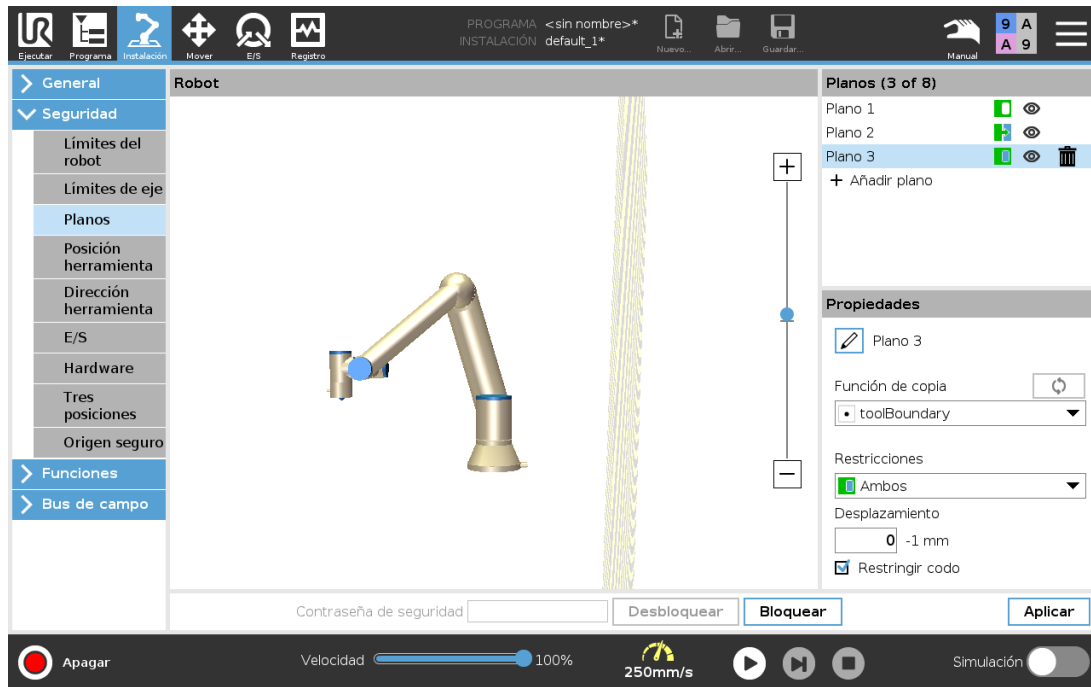 UR
PROGRAMA <sin nombre>*
INSTALACIÓN default_1*
Ejecutar Programa Instalación Mover E/S Registro Nuevo... Abrir... Guardar... Manual
9 A
A 9
General
Seguridad
Límites del
robot
Límites de eje
Planos
Posición
herramienta
Dirección
herramienta
E/S
Hardware
Tres
posiciones
Origen seguro
Funciones
Bus de campo
Robot
Planos (3 of 8)
Plano 1
Plano 2
Plano 3
+ Añadir plano
Propiedades
Plano 3
Función de copia
toolBoundary
Restricciones
Ambos
Desplazamiento
0 -1 mm
Restringir codo
Contraseña de seguridad Desbloquear Bloquear Aplicar
Apagar Velocidad 100% 250mm/s Simulación